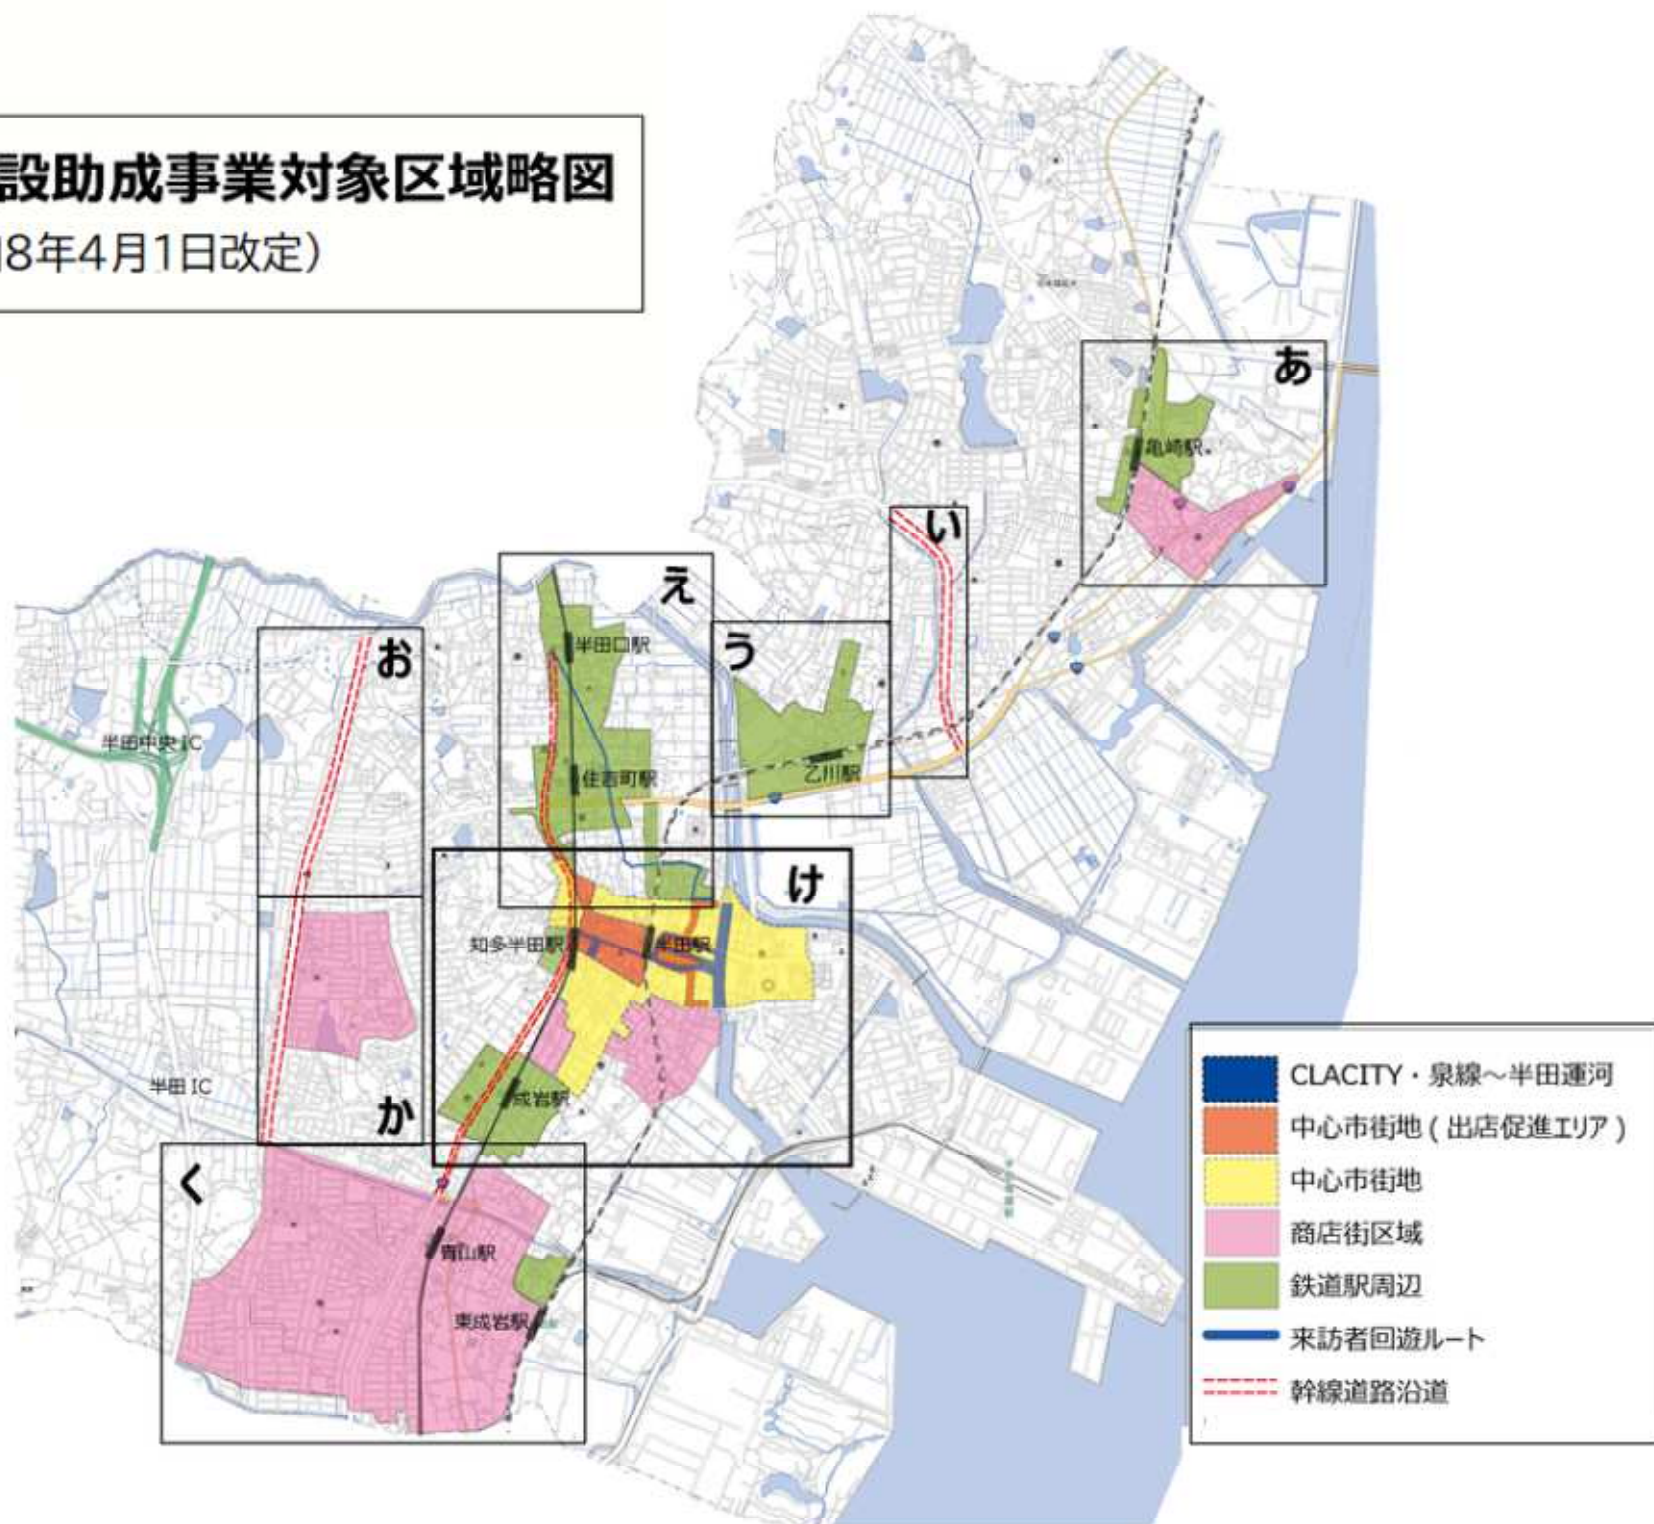 設助成事業対象区域略図
8年4月1日改定）
あ
亀崎駅
い
え
半田口駅
う
お
半田中央IC
住吉町駅
乙川駅
け
知多半田駅
半田駅
半田IC
成岩駅
か
く
青山駅
東成岩駅
CLACITY・泉線～半田運河
中心市街地(出店促進エリア)
中心市街地
商店街区域
鉄道駅周辺
来訪者回遊ルート
幹線道路沿道